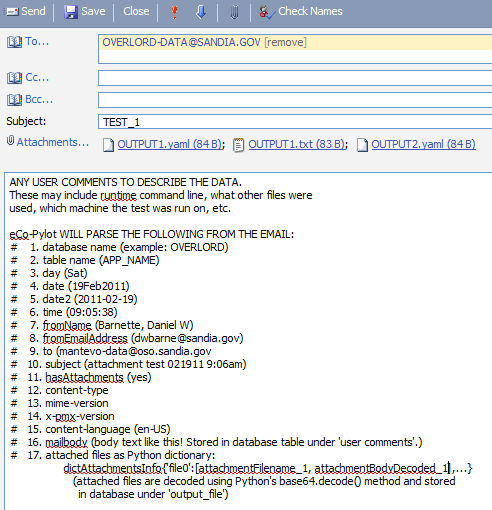 Send Save Close Check Names
To... OVERLORD-DATA@SANDIA.GOV [remove]
Cc...
Bcc...
Subject: TEST_1
Attachments... OUTPUT1.yaml (84 B); OUTPUT1.txt (83 B); OUTPUT2.yaml (84 B)
ANY USER COMMENTS TO DESCRIBE THE DATA.
These may include runtime command line, what other files were
used, which machine the test was run on, etc.
eCo-Pylot WILL PARSE THE FOLLOWING FROM THE EMAIL:
# 1. database name (example: OVERLORD)
# 2. table name (APP_NAME)
# 3. day (Sat)
# 4. date (19Feb2011)
# 5. date2 (2011-02-19)
# 6. time (09:05:38)
# 7. fromName (Barnette, Daniel W)
# 8. fromEmailAddress (dwbarne@sandia.gov)
# 9. to (mantevo-data@oso.sandia.gov
# 10. subject (attachment test 021911 9:06am)
# 11. hasAttachments (yes)
# 12. content-type
# 13. mime-version
# 14. x-pmx-version
# 15. content-language (en-US)
# 16. mailbody (body text like this! Stored in database table under 'user comments'.)
# 17. attached files as Python dictionary:
dictAttachmentsInfo{'file0':[attachmentFilename_1, attachmentBodyDecoded_1],...}
(attached files are decoded using Python's base64.decode() method and stored
in database under 'output_file')